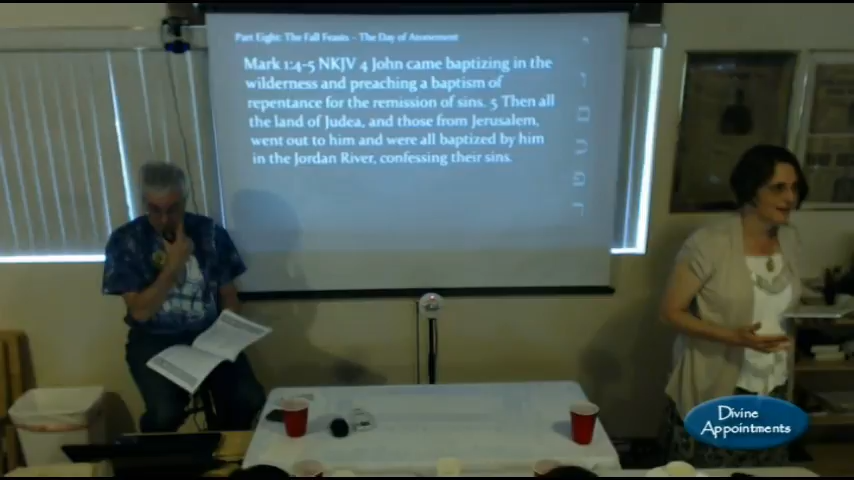 Part Eight: The Fall Feasts - The Day of Atonement
Mark 1:4-5 NKJV 4 John came baptizing in the
wilderness and preaching a baptism of
repentance for the remission of sins. 5 Then all
the land of Judea, and those from Jerusalem,
went out to him and were all baptized by him
in the Jordan River, confessing their sins.
Divine
Appointments